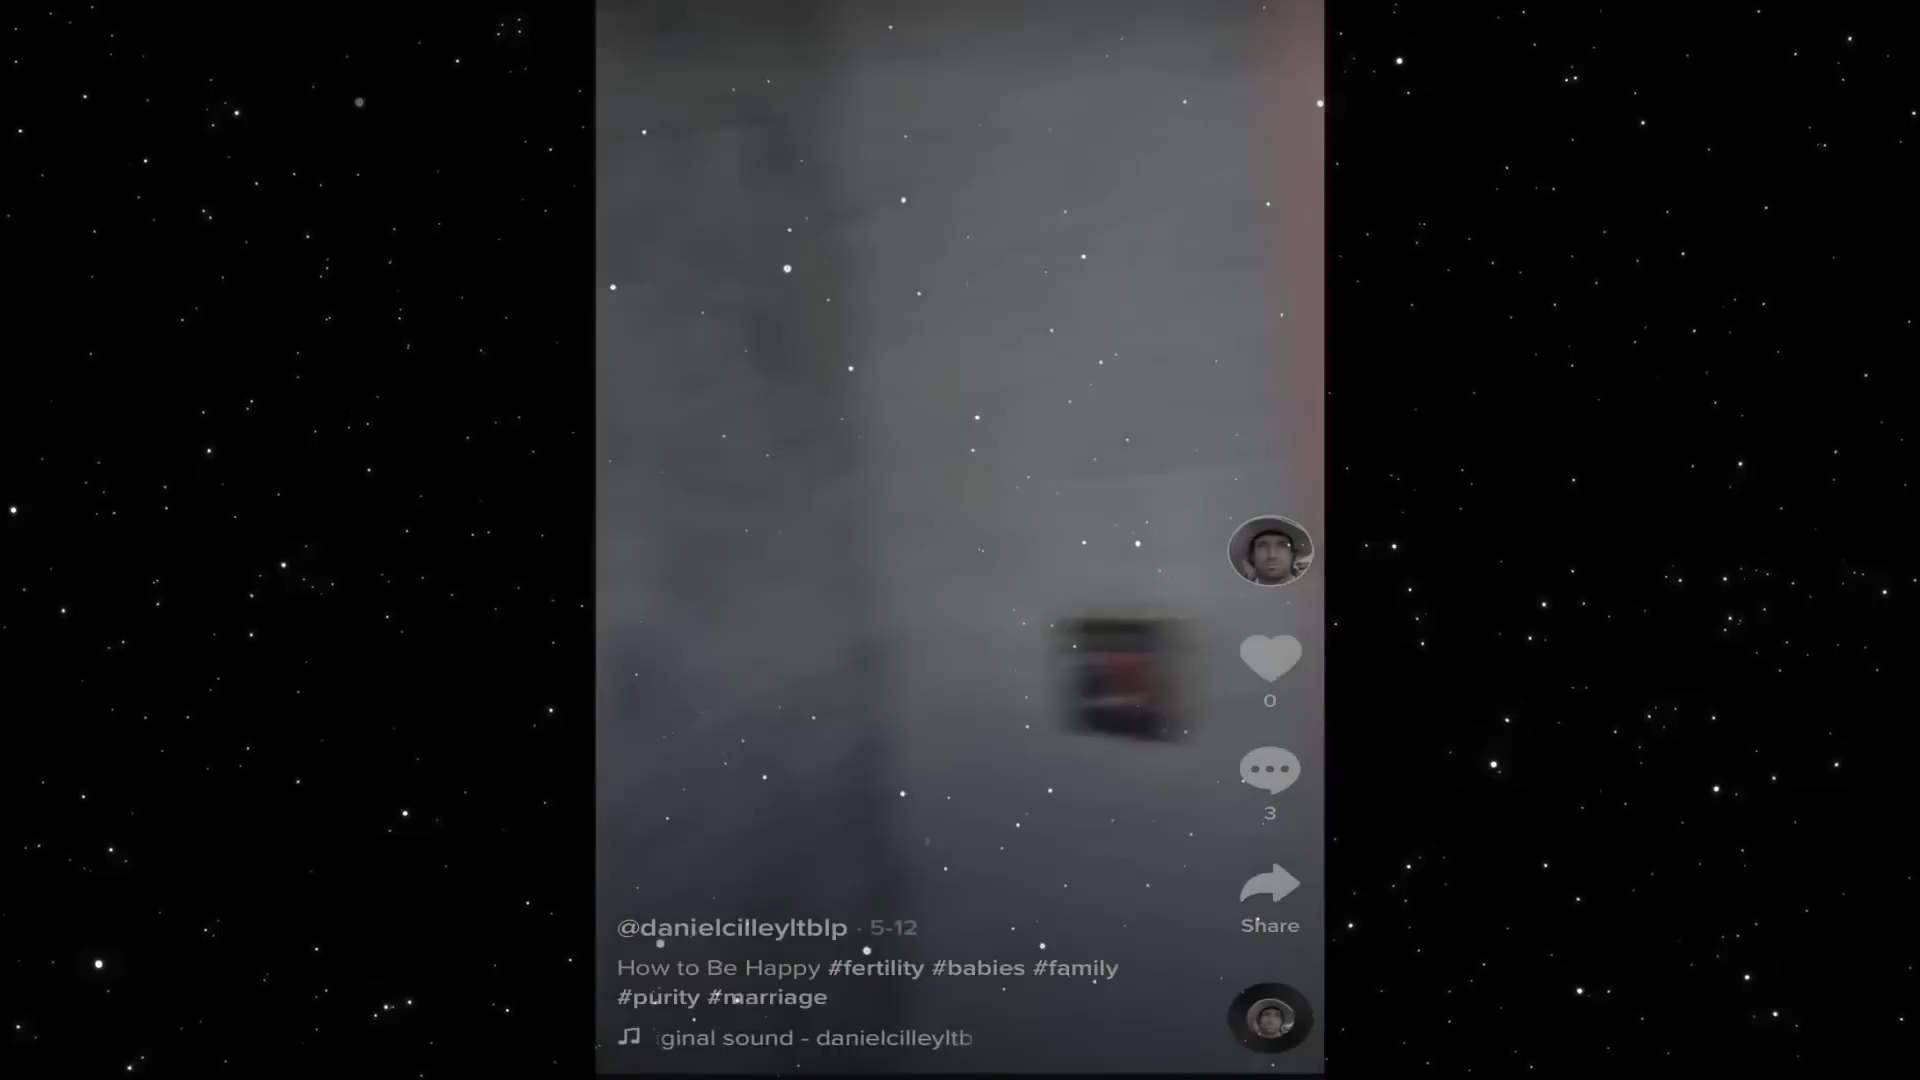 0
3
Share
@danielcilleyltblp · 5-12
How to Be Happy #fertility #babies #family
#purity #marriage
ginal sound - danielcilleyltb